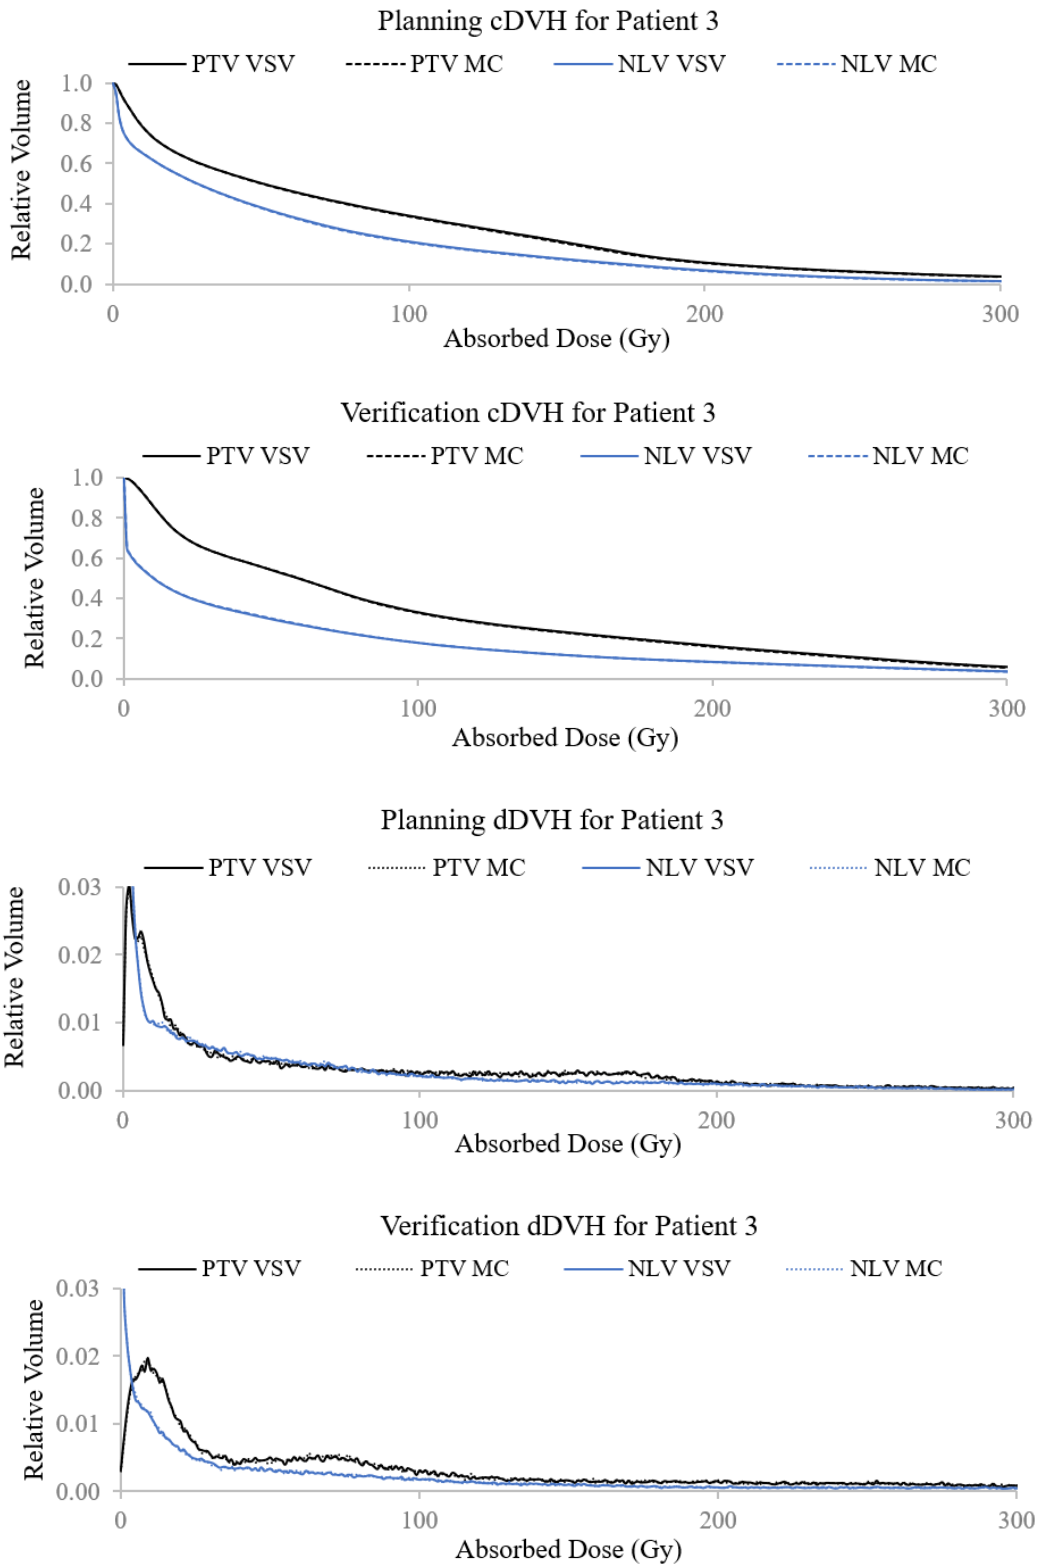 Planning cDVH for Patient 3
PTV VSV PTV MC NLV VSV NLV MC
Relative Volume
1.0
0.8
0.6
0.4
0.2
0.0
0 100 200 300
Absorbed Dose (Gy)
Verification cDVH for Patient 3
PTV VSV PTV MC NLV VSV NLV MC
Relative Volume
1.0
0.8
0.6
0.4
0.2
0.0
0 100 200 300
Absorbed Dose (Gy)
Planning dDVH for Patient 3
PTV VSV PTV MC NLV VSV NLV MC
Relative Volume
0.03
0.02
0.01
0.00
0 100 200 300
Absorbed Dose (Gy)
Verification dDVH for Patient 3
PTV VSV PTV MC NLV VSV NLV MC
Relative Volume
0.03
0.02
0.01
0.00
0 100 200 300
Absorbed Dose (Gy)